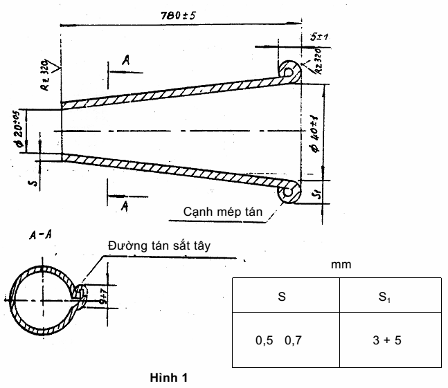 780±5
5±1
A
Rz 320
Rz 320
ϕ 20±0,5
ϕ 40±1
S
S1
A
Cạnh mép tán
A - A
Đường tán sắt tây
mm
9÷7
S S₁
0,5 0,7 3 + 5
Hình 1